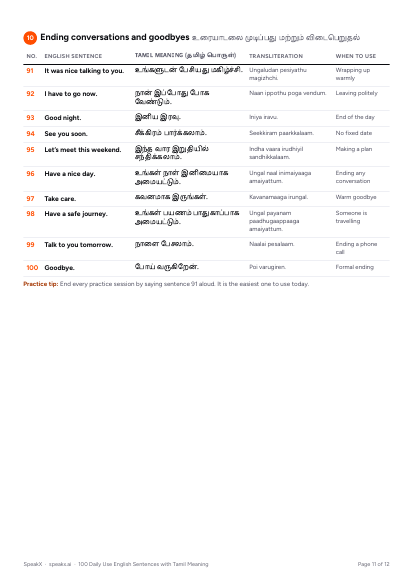 10 Ending conversations and goodbyes உரையாடலை முடிப்பது மற்றும் விடைபெறுதல்
NO. ENGLISH SENTENCE TAMIL MEANING (தமிழ் பொருள்) TRANSLITERATION WHEN TO USE
91 It was nice talking to you. உங்களுடன் பேசியது மகிழ்ச்சி. Ungaludan pesiyathu magizhchi. Wrapping up warmly
92 I have to go now. நான் இப்போது போக வேண்டும். Naan ippothu poga vendum. Leaving politely
93 Good night. இனிய இரவு. Iniya iravu. End of the day
94 See you soon. சீக்கிரம் பார்க்கலாம். Seekkiram paarkkalaam. No fixed date
95 Let's meet this weekend. இந்த வார இறுதியில் சந்திக்கலாம். Indha vaara irudhiyil sandhikkalaam. Making a plan
96 Have a nice day. உங்கள் நாள் இனிமையாக அமையட்டும். Ungal naal inimaiyaaga amaiyattum. Ending any conversation
97 Take care. கவனமாக இருங்கள். Kavanamaaga irungal. Warm goodbye
98 Have a safe journey. உங்கள் பயணம் பாதுகாப்பாக அமையட்டும். Ungal payanam paadhugaappaaga amaiyattum. Someone is travelling
99 Talk to you tomorrow. நாளை பேசலாம். Naalai pesalaam. Ending a phone call
100 Goodbye. போய் வருகிறேன். Poi varugiren. Formal ending
Practice tip: End every practice session by saying sentence 91 aloud. It is the easiest one to use today.
SpeakX · speakx.ai · 100 Daily Use English Sentences with Tamil Meaning Page 11 of 12